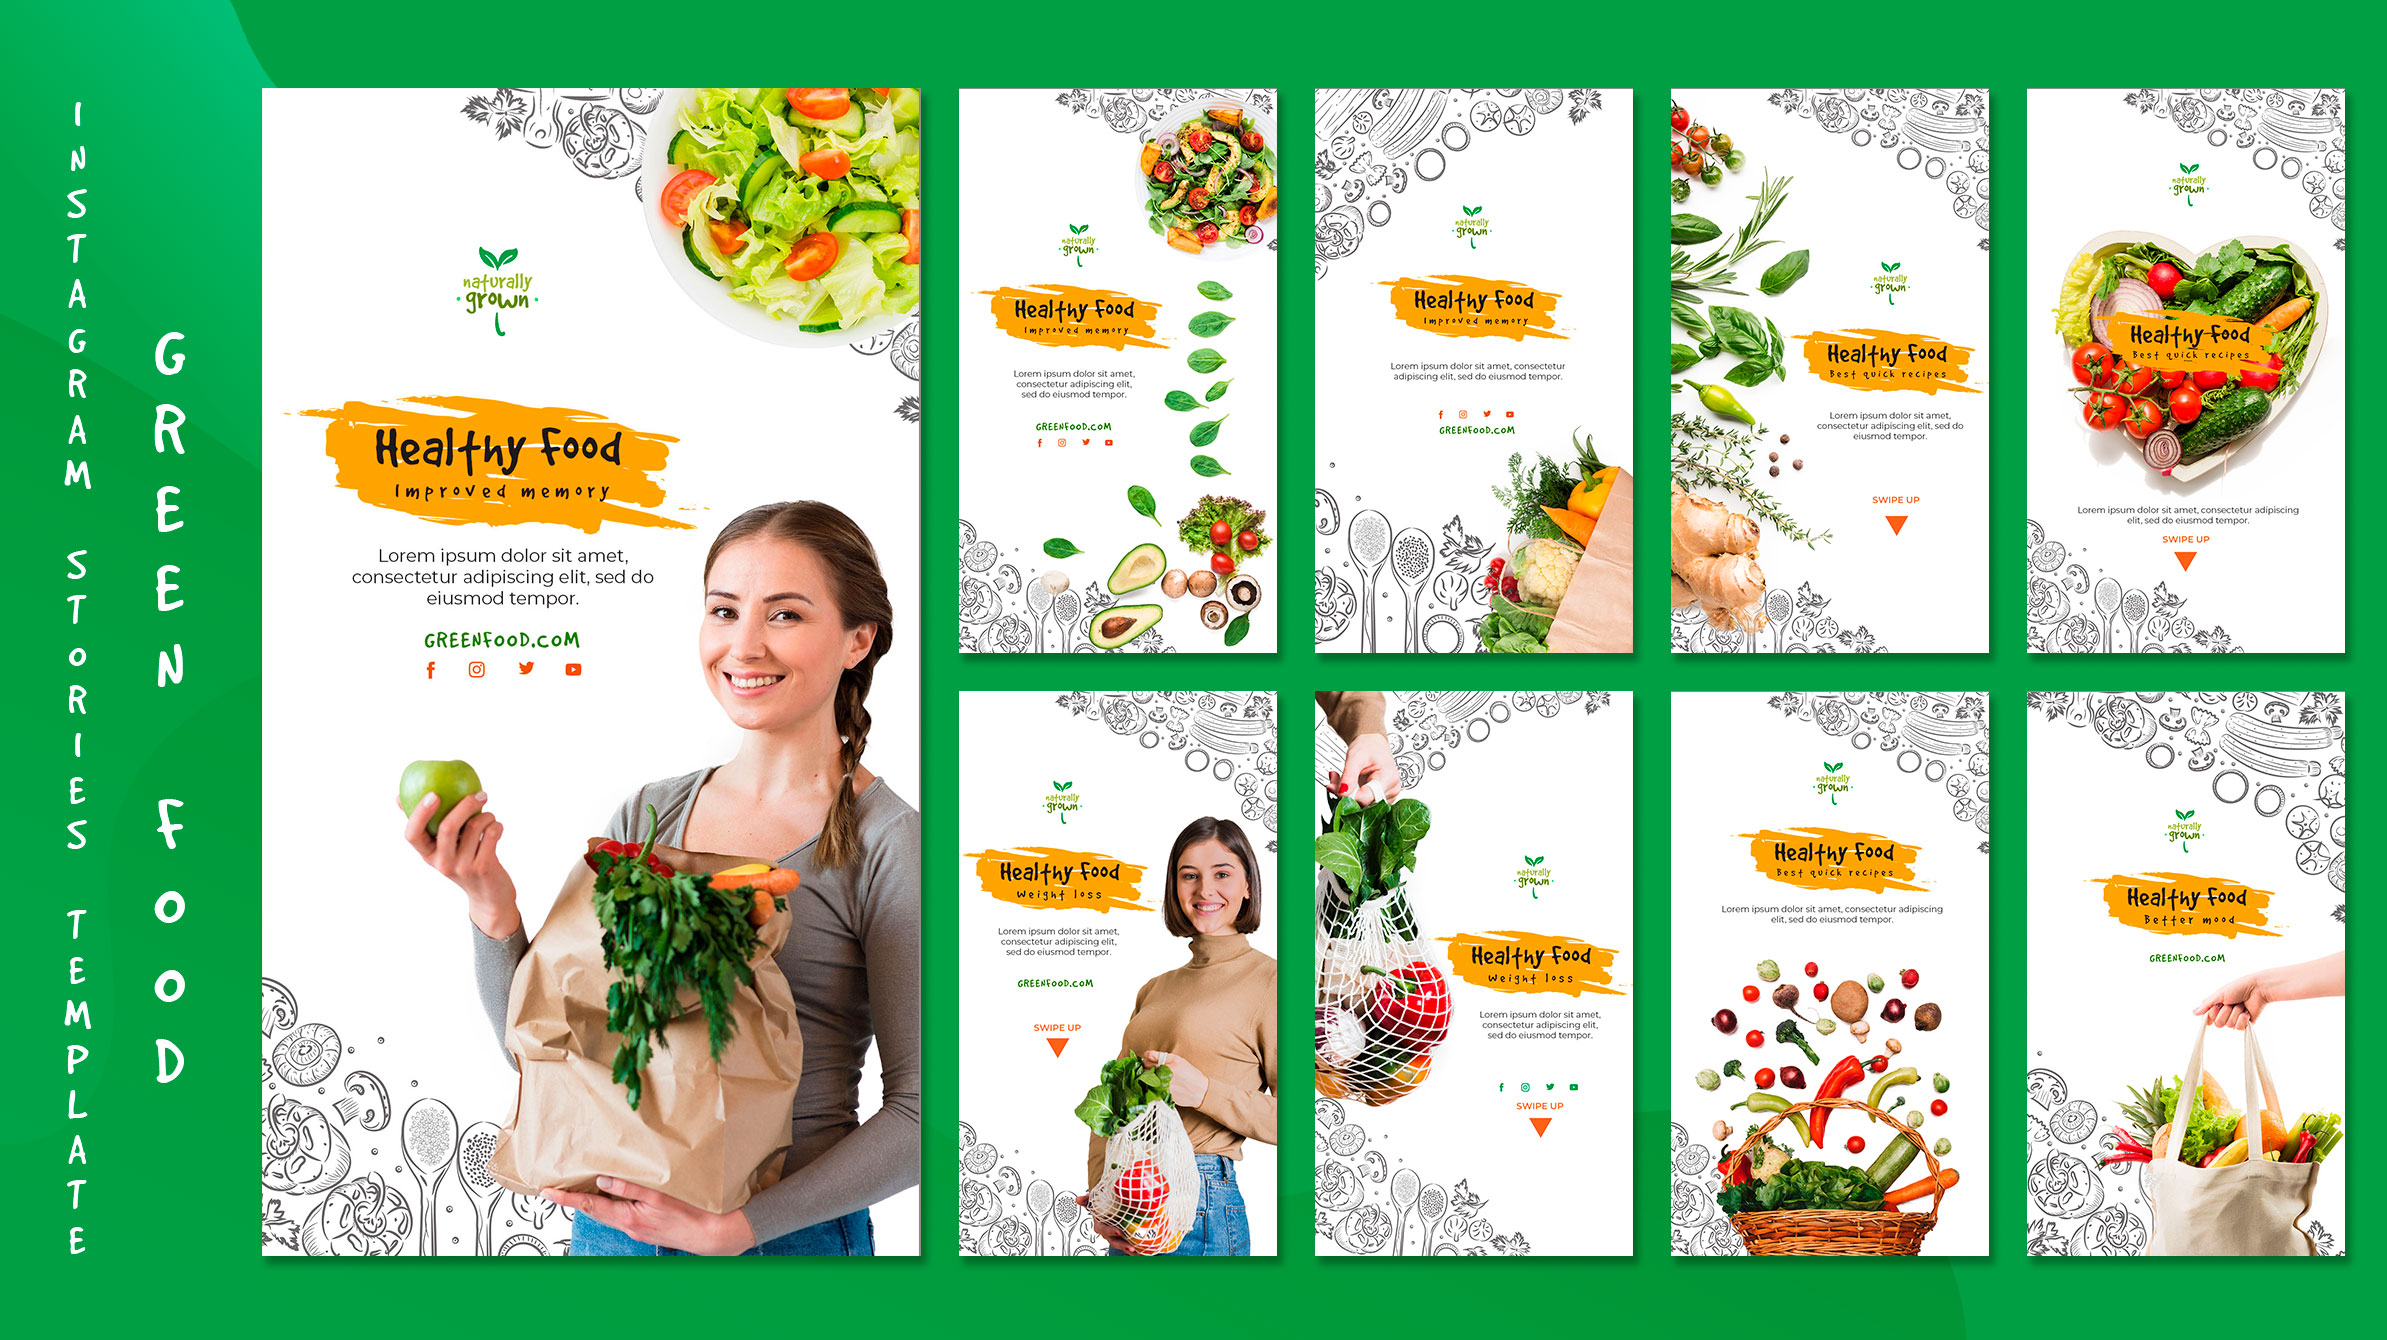 INSTAGRAM STORIES TEMPLATE
GREEN FOOD
naturally
grown
Healthy Food
Improved memory
Lorem ipsum dolor sit amet,
consectetur adipiscing elit, sed do
eiusmod tempor.
GREENFOOD.COM
naturally
grown
Healthy Food
Improved memory
Lorem ipsum dolor sit amet,
consectetur adipiscing elit,
sed do eiusmod tempor.
GREENFOOD.COM
naturally
grown
Healthy Food
Improved memory
Lorem ipsum dolor sit amet, consectetur
adipiscing elit, sed do eiusmod tempor.
GREENFOOD.COM
naturally
grown
Healthy Food
Best quick recipes
Lorem ipsum dolor sit amet,
consectetur adipiscing elit, sed do
eiusmod tempor.
SWIPE UP
naturally
grown
Healthy Food
Best quick recipes
Lorem ipsum dolor sit amet, consectetur adipiscing
elit, sed do eiusmod tempor.
SWIPE UP
naturally
grown
Healthy Food
Weight loss
Lorem ipsum dolor sit amet,
consectetur adipiscing elit,
sed do eiusmod tempor.
GREENFOOD.COM
SWIPE UP
naturally
grown
Healthy Food
Weight loss
Lorem ipsum dolor sit amet,
consectetur adipiscing elit,
sed do eiusmod tempor.
SWIPE UP
naturally
grown
Healthy Food
Best quick recipes
Lorem ipsum dolor sit amet, consectetur adipiscing
elit, sed do eiusmod tempor.
naturally
grown
Healthy Food
Better mood
GREENFOOD.COM